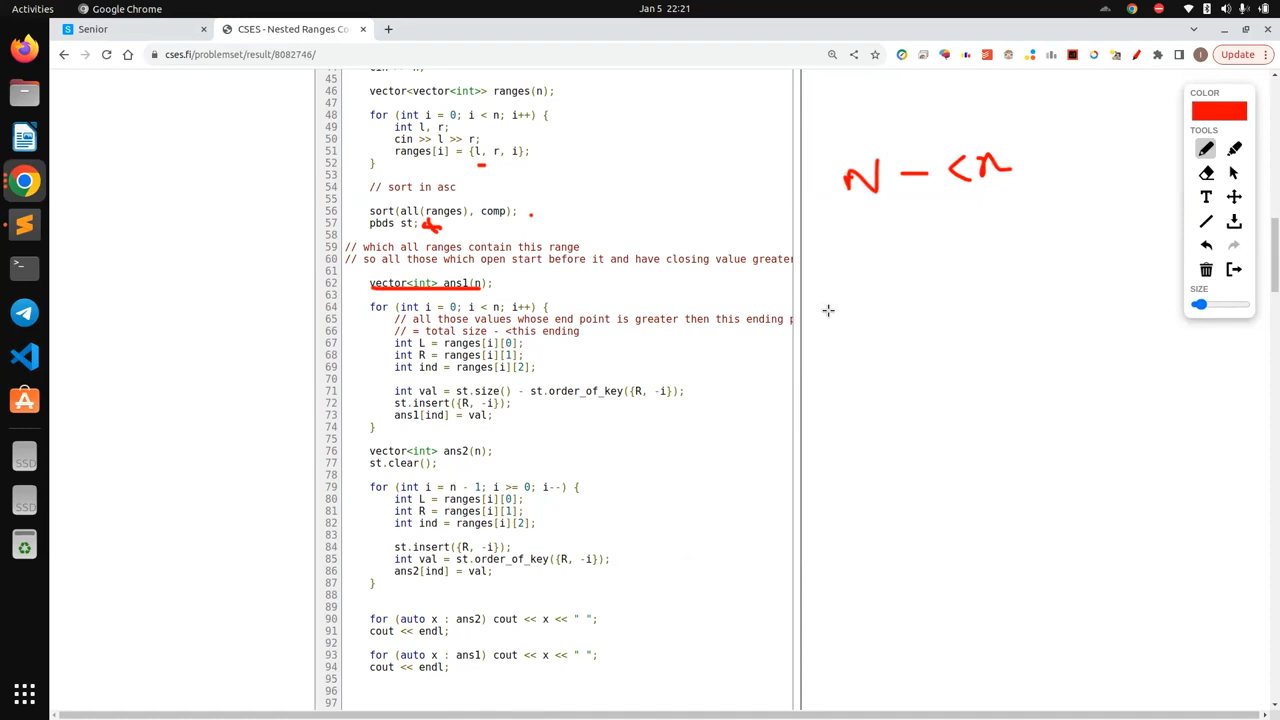 Activities
Google Chrome
Jan 5 22:21
Senior
CSES - Nested Ranges Co
cses.fi/problemset/result/8082746/
Update
45
46 vector<vector<int>> ranges(n);
47
48 for (int i = 0; i < n; i++) {
49 int l, r;
50 cin >> l >> r;
51 ranges[i] = {l, r, i};
52 }
53
54 // sort in asc
55
56 sort(all(ranges), comp);
57 pbds st;
58
59 // which all ranges contain this range
60 // so all those which open start before it and have closing value greater
61
62 vector<int> ans1(n);
63
64 for (int i = 0; i < n; i++) {
65 // all those values whose end point is greater then this ending p
66 // = total size - <this ending
67 int L = ranges[i][0];
68 int R = ranges[i][1];
69 int ind = ranges[i][2];
70
71 int val = st.size() - st.order_of_key({R, -i});
72 st.insert({R, -i});
73 ans1[ind] = val;
74 }
75
76 vector<int> ans2(n);
77 st.clear();
78
79 for (int i = n - 1; i >= 0; i--) {
80 int L = ranges[i][0];
81 int R = ranges[i][1];
82 int ind = ranges[i][2];
83
84 st.insert({R, -i});
85 int val = st.order_of_key({R, -i});
86 ans2[ind] = val;
87 }
88
89
90 for (auto x : ans2) cout << x << " ";
91 cout << endl;
92
93 for (auto x : ans1) cout << x << " ";
94 cout << endl;
95
96
97
N - <n
COLOR
TOOLS
SIZE
SSD
SSD